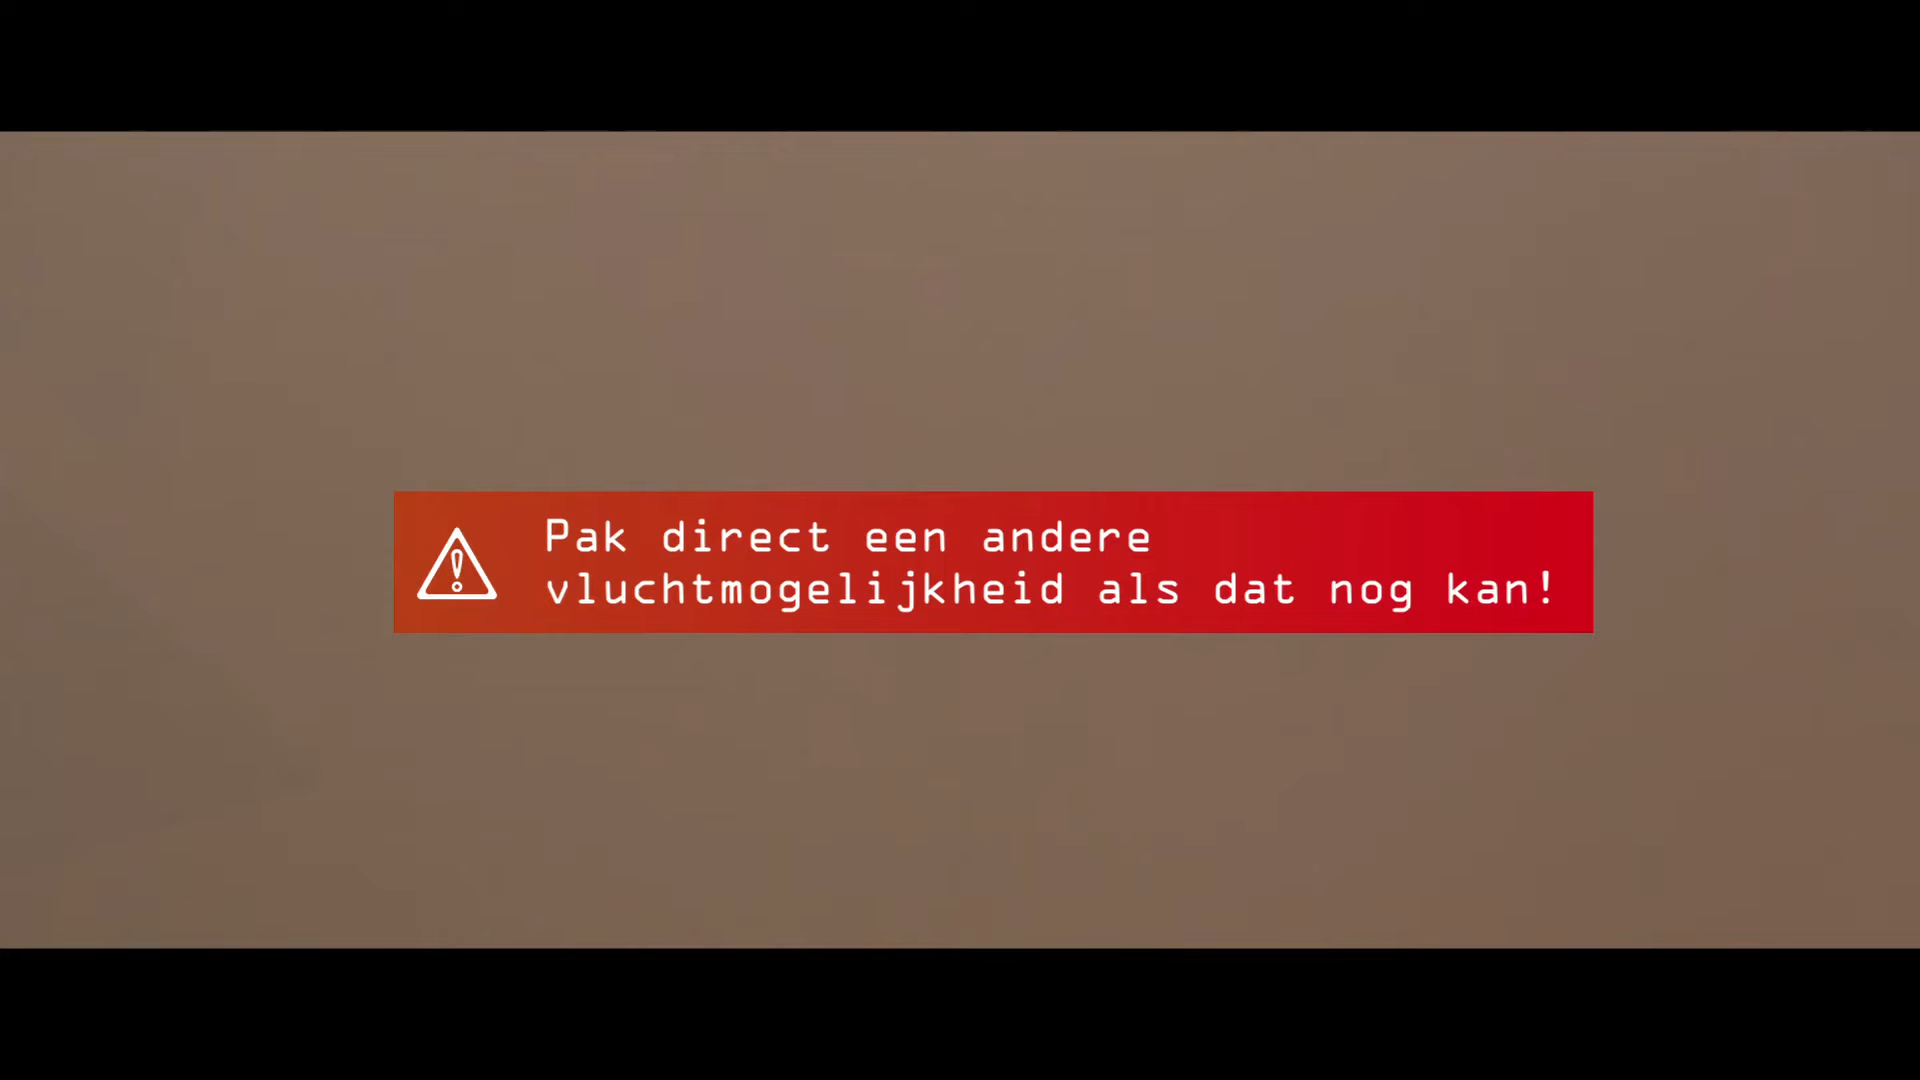 Pak direct een andere
vluchtmogelijkheid als dat nog kan!